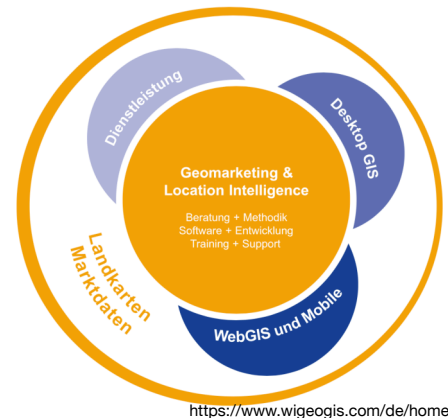 Dienstleistung
Desktop GIS
Geomarketing &
Location Intelligence
Beratung + Methodik
Software + Entwicklung
Training + Support
Landkarten
Marktdaten
WebGIS und Mobile
https://www.wigeogis.com/de/home